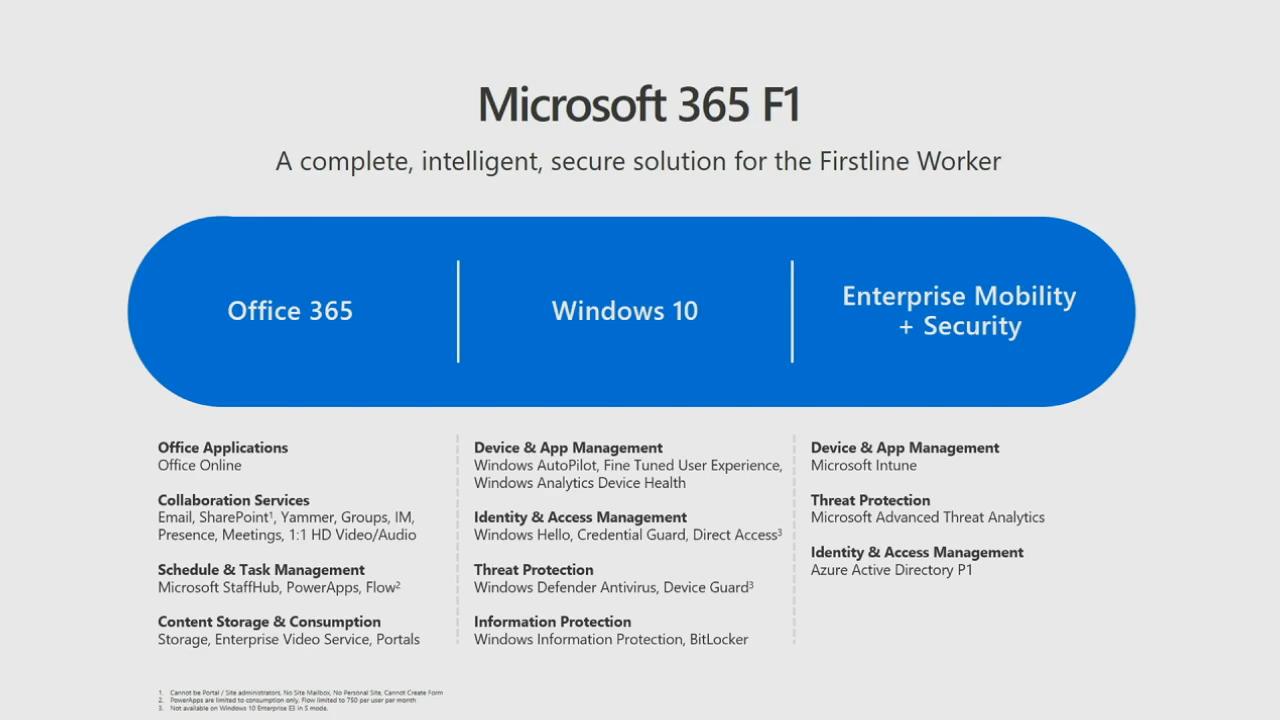 Microsoft 365 F1
A complete, intelligent, secure solution for the Firstline Worker
Office 365
Windows 10
Enterprise Mobility
+ Security
Office Applications
Office Online
Collaboration Services
Email, SharePoint¹, Yammer, Groups, IM,
Presence, Meetings, 1:1 HD Video/Audio
Schedule & Task Management
Microsoft StaffHub, PowerApps, Flow²
Content Storage & Consumption
Storage, Enterprise Video Service, Portals
Device & App Management
Windows AutoPilot, Fine Tuned User Experience,
Windows Analytics Device Health
Identity & Access Management
Windows Hello, Credential Guard, Direct Access³
Threat Protection
Windows Defender Antivirus, Device Guard³
Information Protection
Windows Information Protection, BitLocker
Device & App Management
Microsoft Intune
Threat Protection
Microsoft Advanced Threat Analytics
Identity & Access Management
Azure Active Directory P1
1. Cannot be Portal / Site administrators, No Site Mailbox, No Personal Site, Cannot Create Form
2. PowerApps are limited to consumption only, Flow limited to 750 per user per month
3. Not available on Windows 10 Enterprise E3 in S mode.